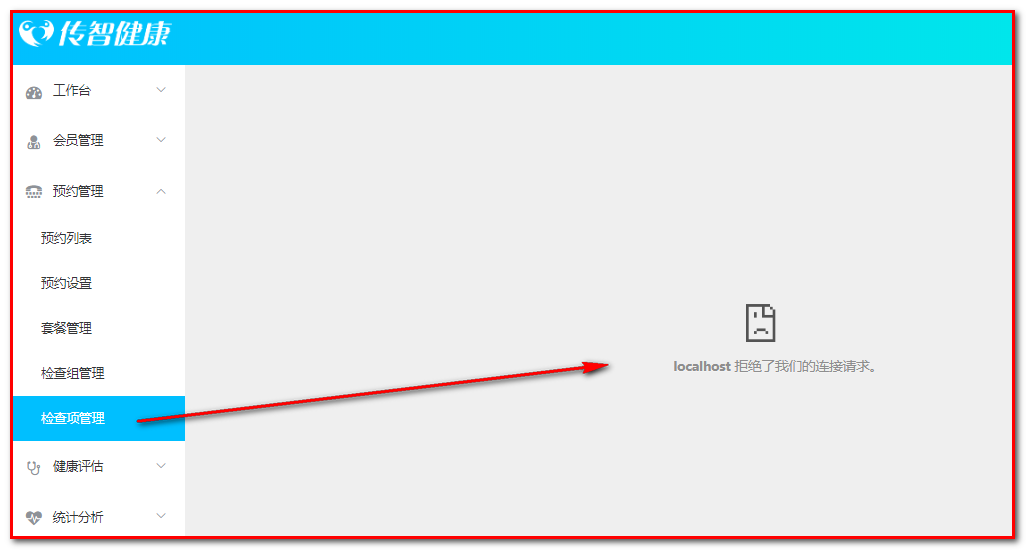 传智健康
工作台
会员管理
预约管理
预约列表
预约设置
套餐管理
检查组管理
检查项管理
健康评估
统计分析
localhost 拒绝了我们的连接请求。